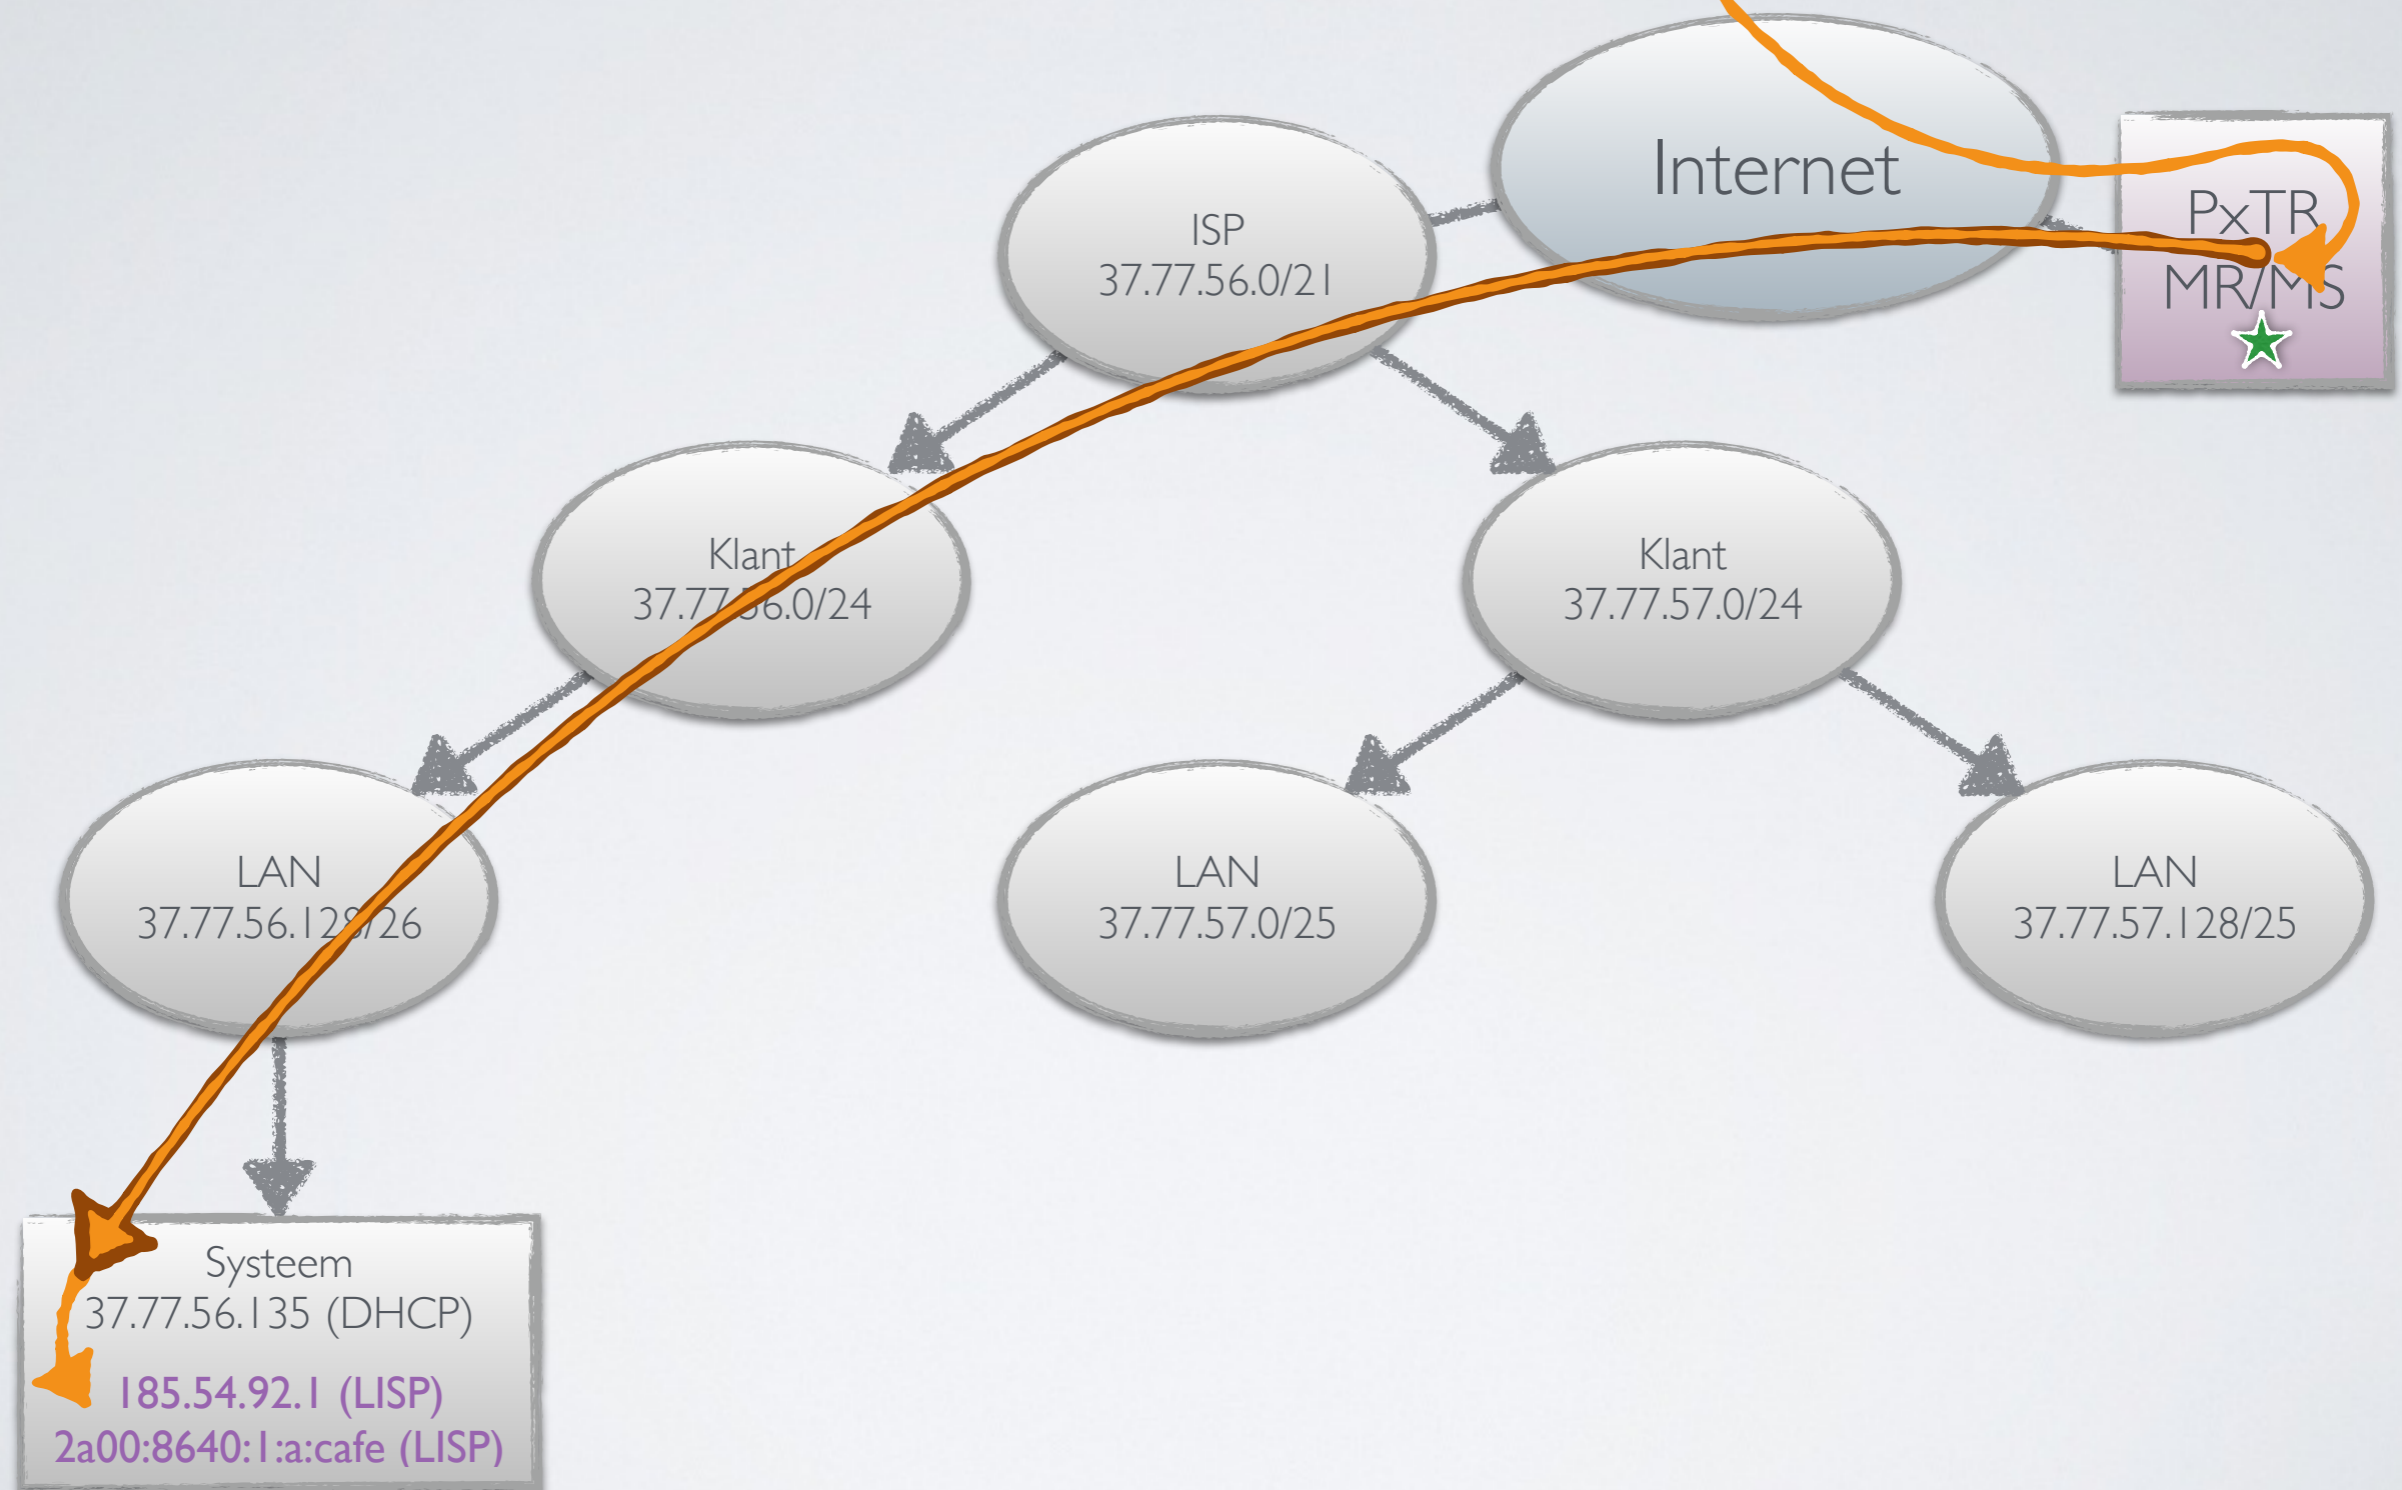 Internet
PxTR
MR/MS
ISP
37.77.56.0/21
Klant
37.77.56.0/24
Klant
37.77.57.0/24
LAN
37.77.56.128/26
LAN
37.77.57.0/25
LAN
37.77.57.128/25
Systeem
37.77.56.135 (DHCP)
185.54.92.1 (LISP)
2a00:8640:1:a:cafe (LISP)